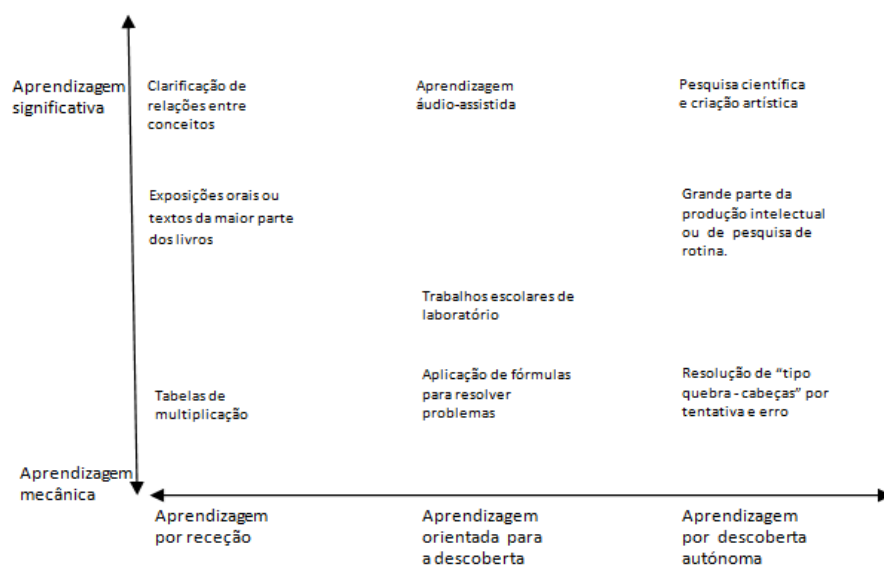 Aprendizagem
significativa
Clarificação de
relações entre
conceitos
Aprendizagem
áudio-assistida
Pesquisa científica
e criação artística
Exposições orais ou
textos da maior parte
dos livros
Grande parte da
produção intelectual
ou de pesquisa de
rotina.
Trabalhos escolares de
laboratório
Tabelas de
multiplicação
Aplicação de fórmulas
para resolver
problemas
Resolução de “tipo
quebra - cabeças” por
tentativa e erro
Aprendizagem
mecânica
Aprendizagem
por receção
Aprendizagem
orientada para
a descoberta
Aprendizagem
por descoberta
autónoma